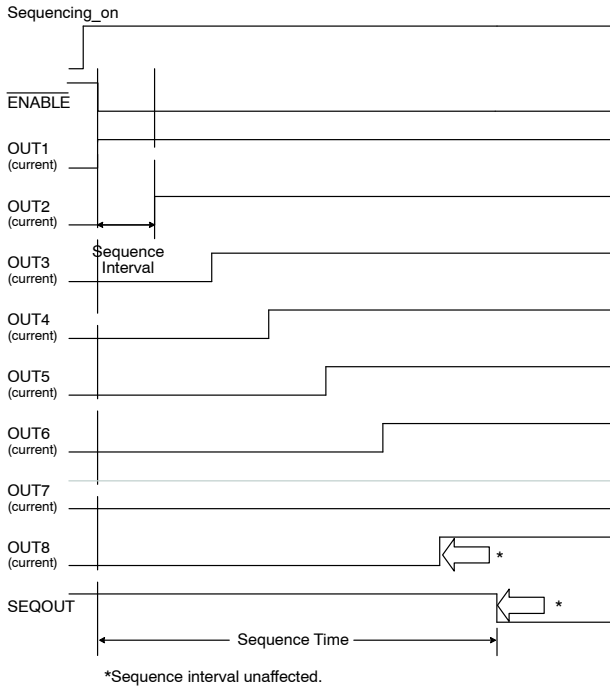 Sequencing_on
ENABLE
OUT1
(current)
OUT2
(current)
Sequence
Interval
OUT3
(current)
OUT4
(current)
OUT5
(current)
OUT6
(current)
OUT7
(current)
OUT8
(current)
*
SEQOUT
*
Sequence Time
*Sequence interval unaffected.